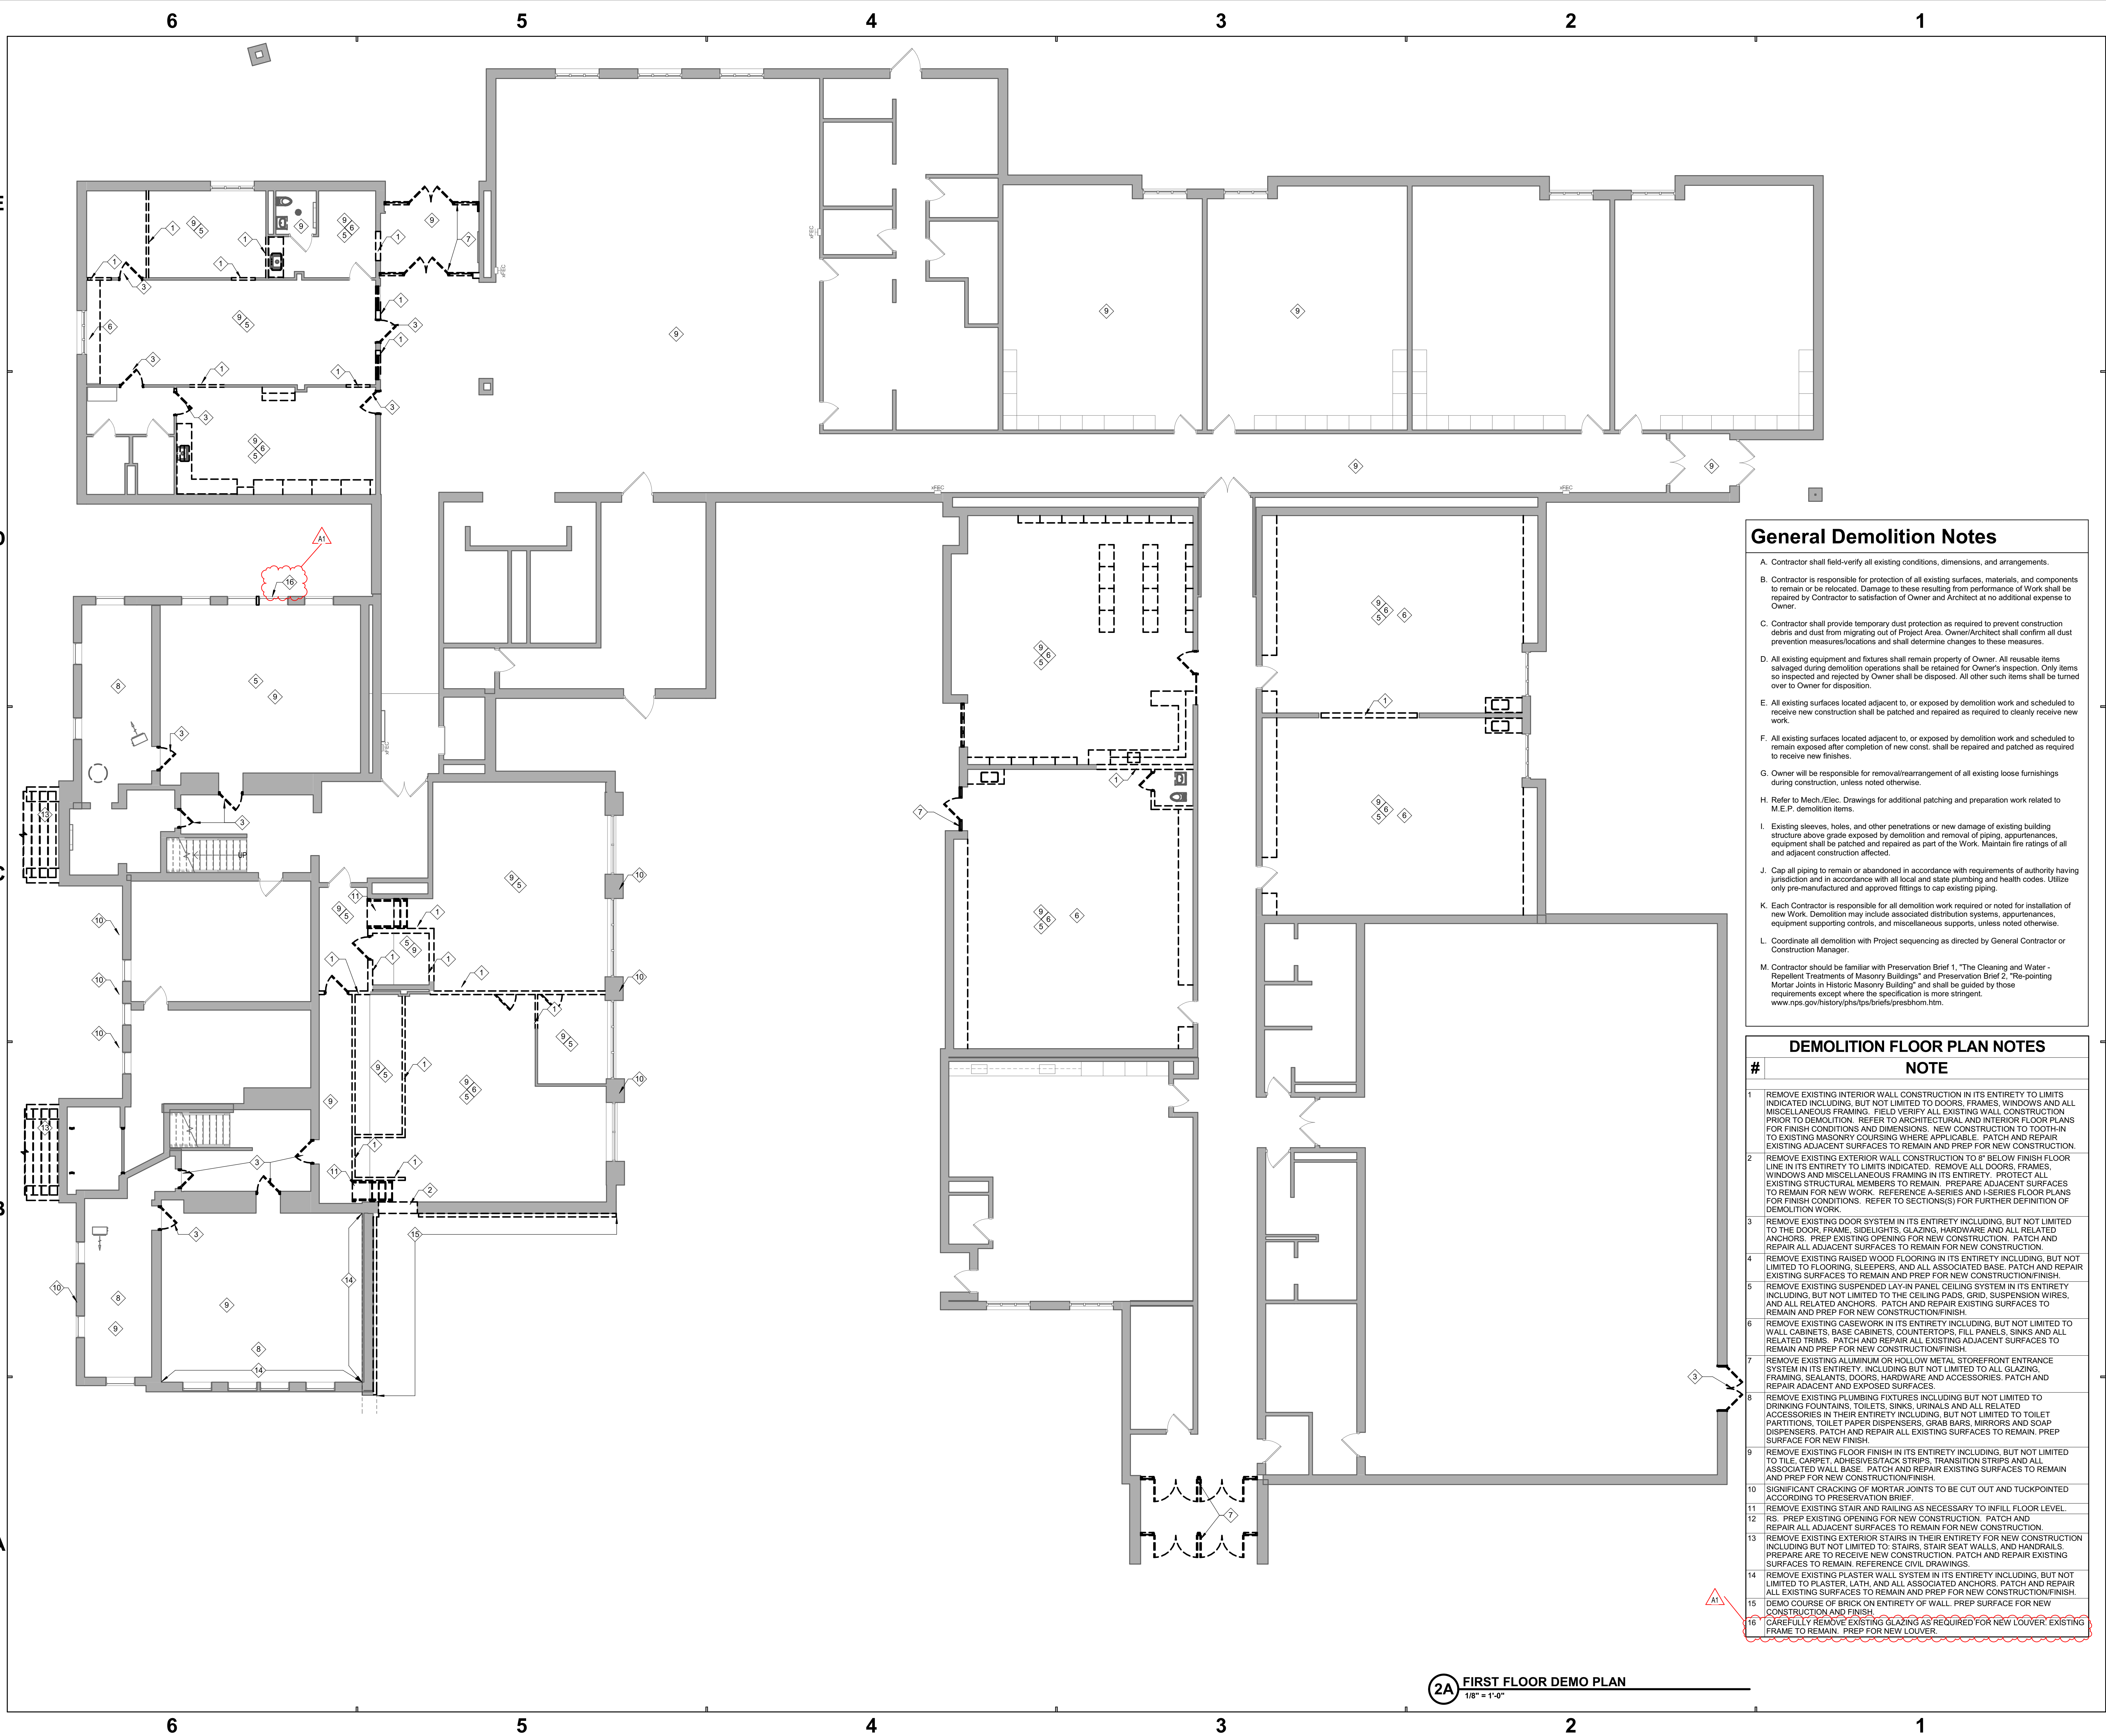 6 5 4 3 2 1
E
D
C
B
A
xFEC
xFEC
xFEC
xFEC
xFEC
UP
A1
16
General Demolition Notes
A. Contractor shall field-verify all existing conditions, dimensions, and arrangements.
B. Contractor is responsible for protection of all existing surfaces, materials, and components
to remain or be relocated. Damage to these resulting from performance of Work shall be
repaired by Contractor to satisfaction of Owner and Architect at no additional expense to
Owner.
C. Contractor shall provide temporary dust protection as required to prevent construction
debris and dust from migrating out of Project Area. Owner/Architect shall confirm all dust
prevention measures/locations and shall determine changes to these measures.
D. All existing equipment and fixtures shall remain property of Owner. All reusable items
salvaged during demolition operations shall be retained for Owner's inspection. Only items
so inspected and rejected by Owner shall be disposed. All other such items shall be turned
over to Owner for disposition.
E. All existing surfaces located adjacent to, or exposed by demolition work and scheduled to
receive new construction shall be patched and repaired as required to cleanly receive new
work.
F. All existing surfaces located adjacent to, or exposed by demolition work and scheduled to
remain exposed after completion of new const. shall be repaired and patched as required
to receive new finishes.
G. Owner will be responsible for removal/rearrangement of all existing loose furnishings
during construction, unless noted otherwise.
H. Refer to Mech./Elec. Drawings for additional patching and preparation work related to
M.E.P. demolition items.
I. Existing sleeves, holes, and other penetrations or new damage of existing building
structure above grade exposed by demolition and removal of piping, appurtenances,
equipment shall be patched and repaired as part of the Work. Maintain fire ratings of all
and adjacent construction affected.
J. Cap all piping to remain or abandoned in accordance with requirements of authority having
jurisdiction and in accordance with all local and state plumbing and health codes. Utilize
only pre-manufactured and approved fittings to cap existing piping.
K. Each Contractor is responsible for all demolition work required or noted for installation of
new Work. Demolition may include associated distribution systems, appurtenances,
equipment supporting controls, and miscellaneous supports, unless noted otherwise.
L. Coordinate all demolition with Project sequencing as directed by General Contractor or
Construction Manager.
M. Contractor should be familiar with Preservation Brief 1, "The Cleaning and Water -
Repellent Treatments of Masonry Buildings" and Preservation Brief 2, "Re-pointing
Mortar Joints in Historic Masonry Building" and shall be guided by those
requirements except where the specification is more stringent.
www.nps.gov/history/phs/tps/briefs/presbhom.htm.
DEMOLITION FLOOR PLAN NOTES
# NOTE
1 REMOVE EXISTING INTERIOR WALL CONSTRUCTION IN ITS ENTIRETY TO LIMITS
INDICATED INCLUDING, BUT NOT LIMITED TO DOORS, FRAMES, WINDOWS AND ALL
MISCELLANEOUS FRAMING. FIELD VERIFY ALL EXISTING WALL CONSTRUCTION
PRIOR TO DEMOLITION. REFER TO ARCHITECTURAL AND INTERIOR FLOOR PLANS
FOR FINISH CONDITIONS AND DIMENSIONS. NEW CONSTRUCTION TO TOOTH-IN
TO EXISTING MASONRY COURSING WHERE APPLICABLE. PATCH AND REPAIR
EXISTING ADJACENT SURFACES TO REMAIN AND PREP FOR NEW CONSTRUCTION.
2 REMOVE EXISTING EXTERIOR WALL CONSTRUCTION TO 8" BELOW FINISH FLOOR
LINE IN ITS ENTIRETY TO LIMITS INDICATED. REMOVE ALL DOORS, FRAMES,
WINDOWS AND MISCELLANEOUS FRAMING IN ITS ENTIRETY. PROTECT ALL
EXISTING STRUCTURAL MEMBERS TO REMAIN. PREPARE ADJACENT SURFACES
TO REMAIN FOR NEW WORK. REFERENCE A-SERIES AND I-SERIES FLOOR PLANS
FOR FINISH CONDITIONS. REFER TO SECTIONS(S) FOR FURTHER DEFINITION OF
DEMOLITION WORK.
3 REMOVE EXISTING DOOR SYSTEM IN ITS ENTIRETY INCLUDING, BUT NOT LIMITED
TO THE DOOR, FRAME, SIDELIGHTS, GLAZING, HARDWARE AND ALL RELATED
ANCHORS. PREP EXISTING OPENING FOR NEW CONSTRUCTION. PATCH AND
REPAIR ALL ADJACENT SURFACES TO REMAIN FOR NEW CONSTRUCTION.
4 REMOVE EXISTING RAISED WOOD FLOORING IN ITS ENTIRETY INCLUDING, BUT NOT
LIMITED TO FLOORING, SLEEPERS, AND ALL ASSOCIATED BASE. PATCH AND REPAIR
EXISTING SURFACES TO REMAIN AND PREP FOR NEW CONSTRUCTION/FINISH.
5 REMOVE EXISTING SUSPENDED LAY-IN PANEL CEILING SYSTEM IN ITS ENTIRETY
INCLUDING, BUT NOT LIMITED TO THE CEILING PADS, GRID, SUSPENSION WIRES,
AND ALL RELATED ANCHORS. PATCH AND REPAIR EXISTING SURFACES TO
REMAIN AND PREP FOR NEW CONSTRUCTION/FINISH.
6 REMOVE EXISTING CASEWORK IN ITS ENTIRETY INCLUDING, BUT NOT LIMITED TO
WALL CABINETS, BASE CABINETS, COUNTERTOPS, FILL PANELS, SINKS AND ALL
RELATED TRIMS. PATCH AND REPAIR ALL EXISTING ADJACENT SURFACES TO
REMAIN AND PREP FOR NEW CONSTRUCTION/FINISH.
7 REMOVE EXISTING ALUMINUM OR HOLLOW METAL STOREFRONT ENTRANCE
SYSTEM IN ITS ENTIRETY. INCLUDING BUT NOT LIMITED TO ALL GLAZING,
FRAMING, SEALANTS, DOORS, HARDWARE AND ACCESSORIES. PATCH AND
REPAIR ADACENT AND EXPOSED SURFACES.
8 REMOVE EXISTING PLUMBING FIXTURES INCLUDING BUT NOT LIMITED TO
DRINKING FOUNTAINS, TOILETS, SINKS, URINALS AND ALL RELATED
ACCESSORIES IN THEIR ENTIRETY INCLUDING, BUT NOT LIMITED TO TOILET
PARTITIONS, TOILET PAPER DISPENSERS, GRAB BARS, MIRRORS AND SOAP
DISPENSERS. PATCH AND REPAIR ALL EXISTING SURFACES TO REMAIN. PREP
SURFACE FOR NEW FINISH.
9 REMOVE EXISTING FLOOR FINISH IN ITS ENTIRETY INCLUDING, BUT NOT LIMITED
TO TILE, CARPET, ADHESIVES/TACK STRIPS, TRANSITION STRIPS AND ALL
ASSOCIATED WALL BASE. PATCH AND REPAIR EXISTING SURFACES TO REMAIN
AND PREP FOR NEW CONSTRUCTION/FINISH.
10 SIGNIFICANT CRACKING OF MORTAR JOINTS TO BE CUT OUT AND TUCKPOINTED
ACCORDING TO PRESERVATION BRIEF.
11 REMOVE EXISTING STAIR AND RAILING AS NECESSARY TO INFILL FLOOR LEVEL.
12 RS. PREP EXISTING OPENING FOR NEW CONSTRUCTION. PATCH AND
REPAIR ALL ADJACENT SURFACES TO REMAIN FOR NEW CONSTRUCTION.
13 REMOVE EXISTING EXTERIOR STAIRS IN THEIR ENTIRETY FOR NEW CONSTRUCTION
INCLUDING BUT NOT LIMITED TO: STAIRS, STAIR SEAT WALLS, AND HANDRAILS.
PREPARE ARE TO RECEIVE NEW CONSTRUCTION. PATCH AND REPAIR EXISTING
SURFACES TO REMAIN. REFERENCE CIVIL DRAWINGS.
14 REMOVE EXISTING PLASTER WALL SYSTEM IN ITS ENTIRETY INCLUDING, BUT NOT
LIMITED TO PLASTER, LATH, AND ALL ASSOCIATED ANCHORS. PATCH AND REPAIR
ALL EXISTING SURFACES TO REMAIN AND PREP FOR NEW CONSTRUCTION/FINISH.
15 DEMO COURSE OF BRICK ON ENTIRETY OF WALL. PREP SURFACE FOR NEW
CONSTRUCTION AND FINISH.
A1
16 CAREFULLY REMOVE EXISTING GLAZING AS REQUIRED FOR NEW LOUVER. EXISTING
FRAME TO REMAIN. PREP FOR NEW LOUVER.
2A FIRST FLOOR DEMO PLAN
1/8" = 1'-0"
6 5 4 3 2 1